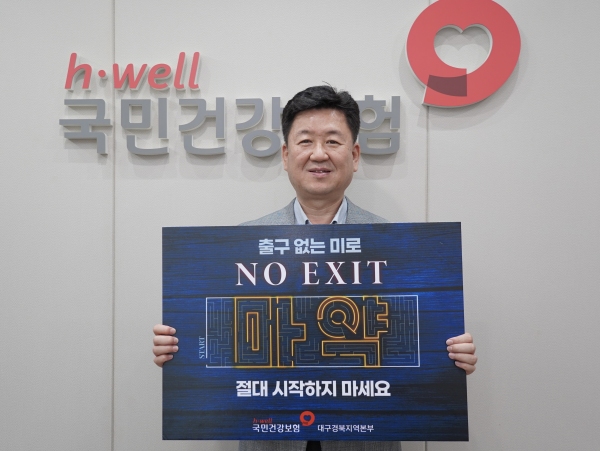 h·well
국민건강보험
출구 없는 미로
NO EXIT
START
마약
절대 시작하지 마세요
h·well
국민건강보험
대구경북지역본부